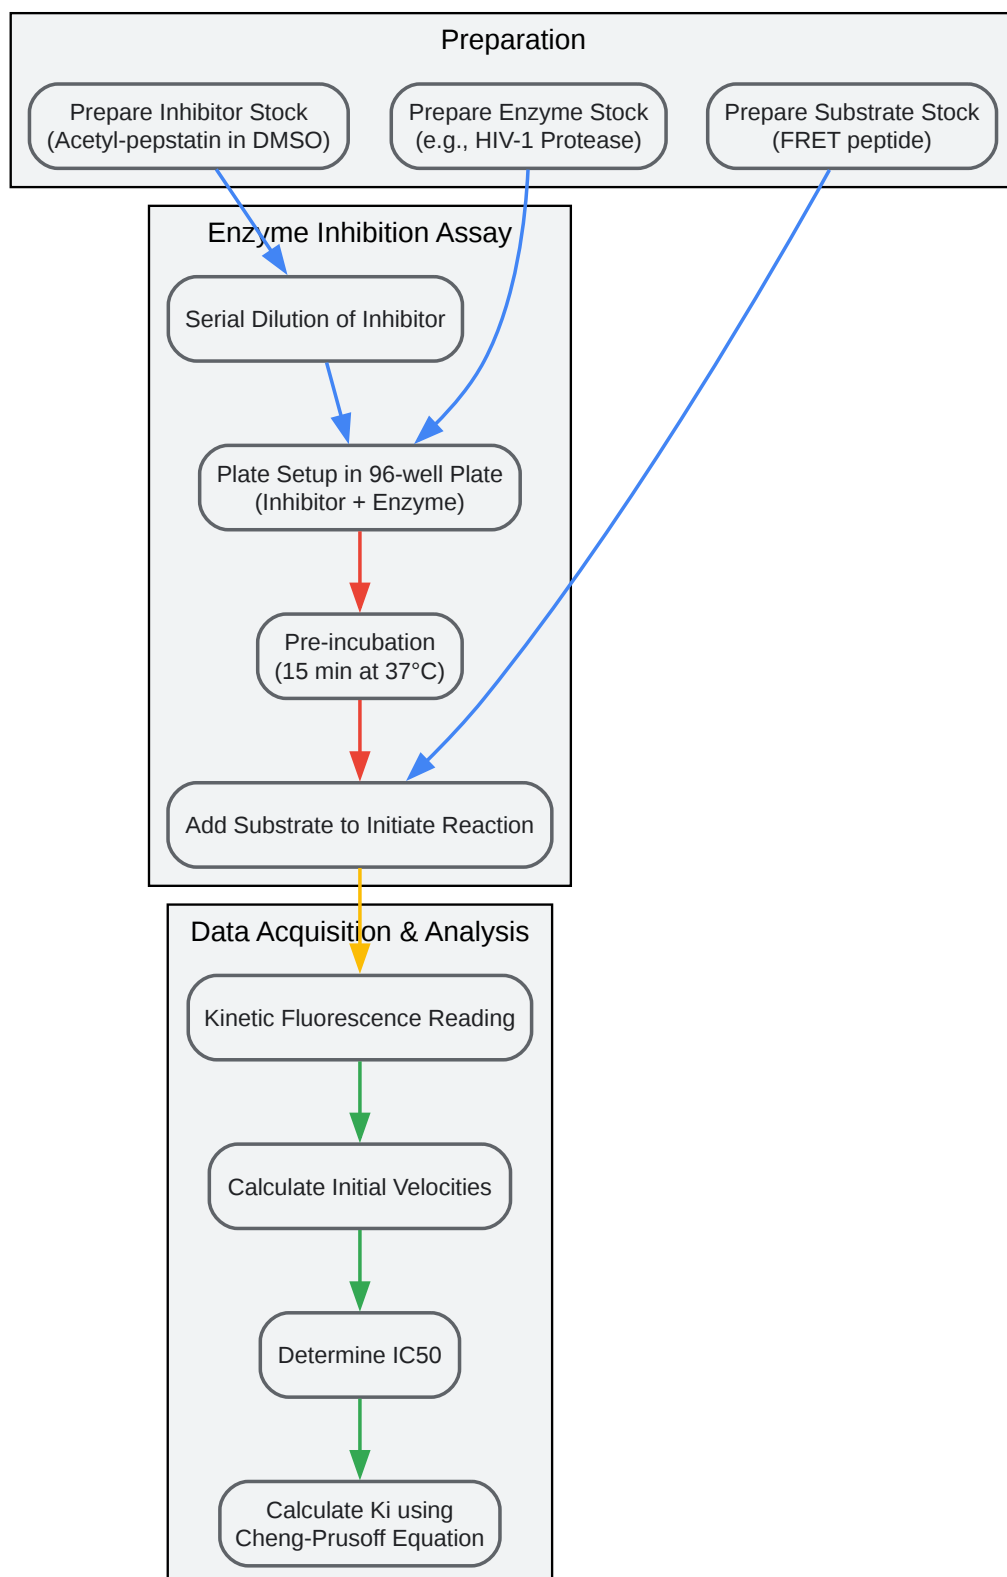 Preparation
Prepare Inhibitor Stock
(Acetyl-pepstatin in DMSO)
Prepare Enzyme Stock
(e.g., HIV-1 Protease)
Prepare Substrate Stock
(FRET peptide)
Enzyme Inhibition Assay
Serial Dilution of Inhibitor
Plate Setup in 96-well Plate
(Inhibitor + Enzyme)
Pre-incubation
(15 min at 37°C)
Add Substrate to Initiate Reaction
Data Acquisition & Analysis
Kinetic Fluorescence Reading
Calculate Initial Velocities
Determine IC50
Calculate Ki using
Cheng-Prusoff Equation